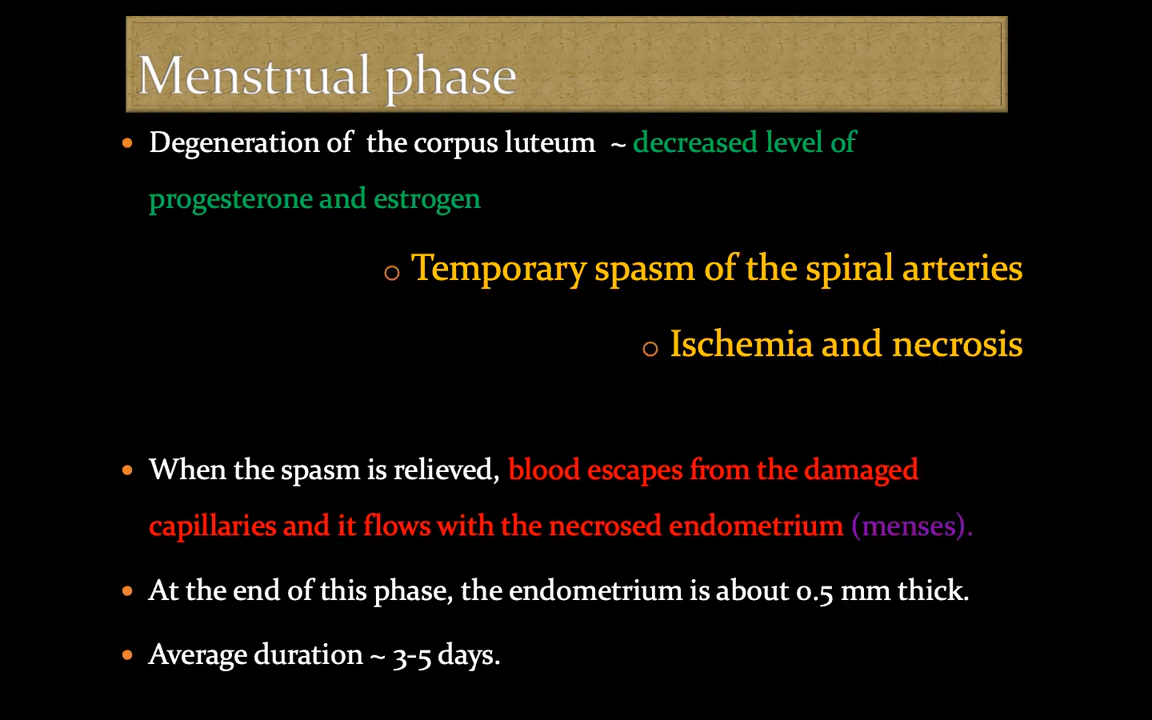 Menstrual phase
• Degeneration of the corpus luteum ~ decreased level of
progesterone and estrogen
o Temporary spasm of the spiral arteries
o Ischemia and necrosis
• When the spasm is relieved, blood escapes from the damaged
capillaries and it flows with the necrosed endometrium (menses).
• At the end of this phase, the endometrium is about 0.5 mm thick.
• Average duration ~ 3-5 days.